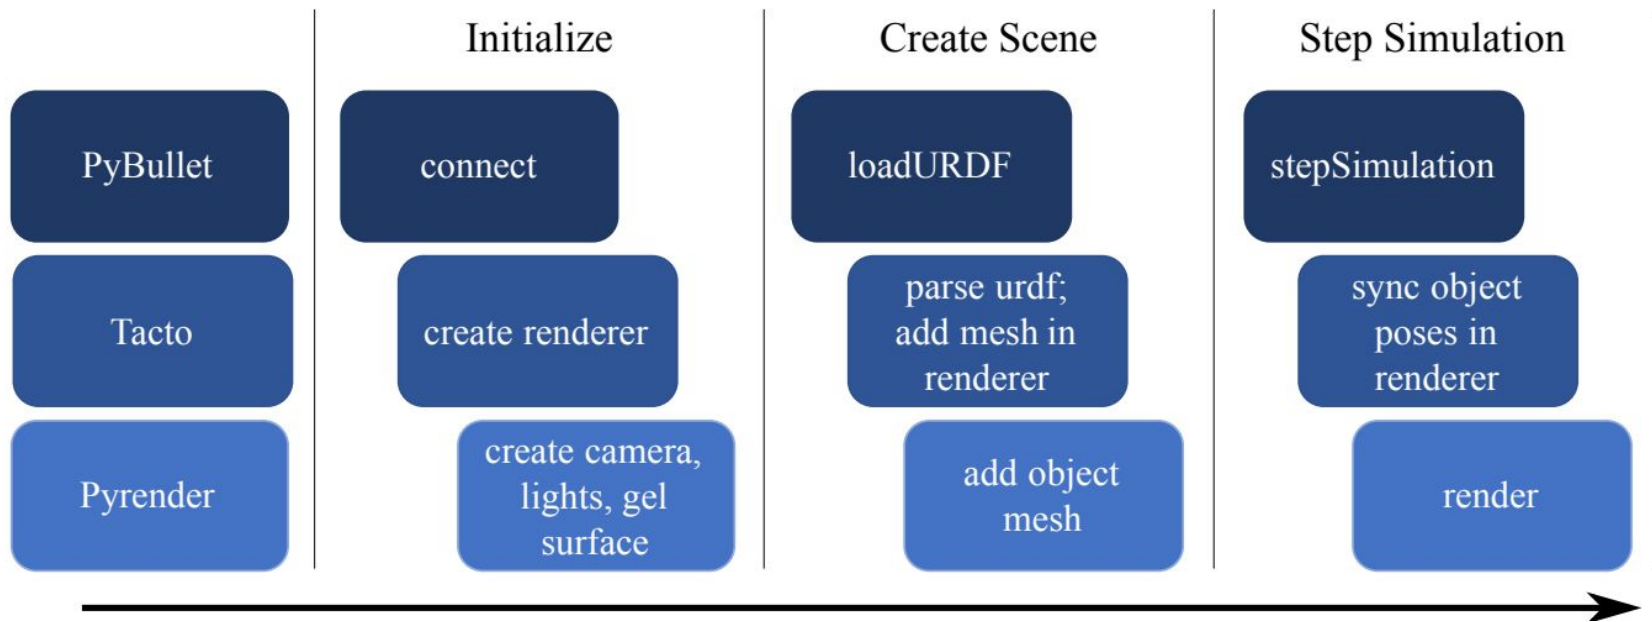 Initialize
Create Scene
Step Simulation
PyBullet
connect
loadURDF
stepSimulation
Tacto
create renderer
parse urdf;
add mesh in
renderer
sync object
poses in
renderer
Pyrender
create camera,
lights, gel
surface
add object
mesh
render